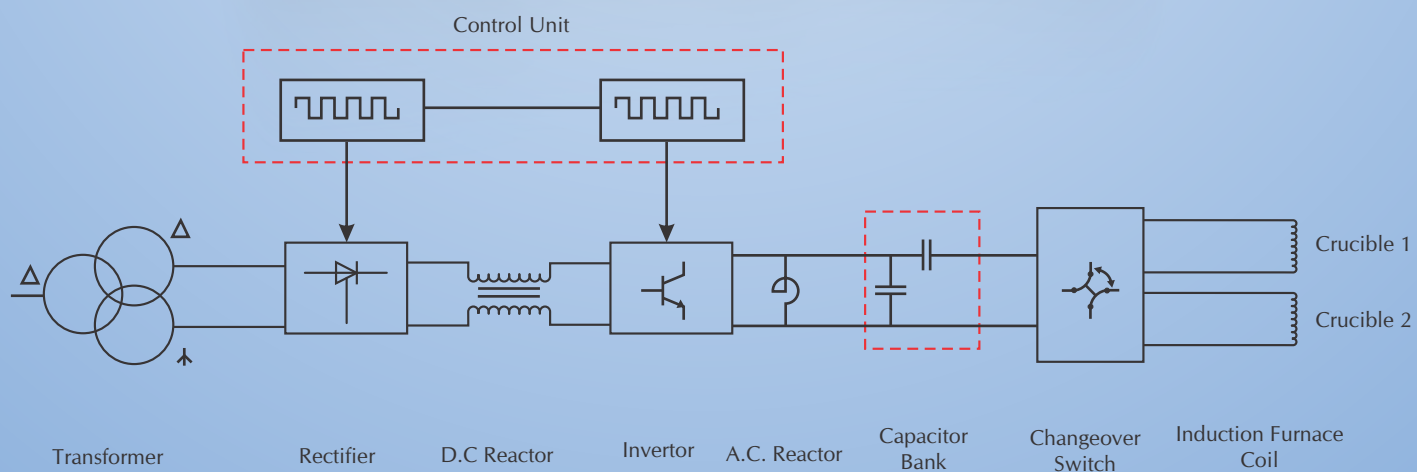 Control Unit
Crucible 1
Crucible 2
Transformer
Rectifier
D.C Reactor
Invertor
A.C. Reactor
Capacitor
Bank
Changeover
Switch
Induction Furnace
Coil